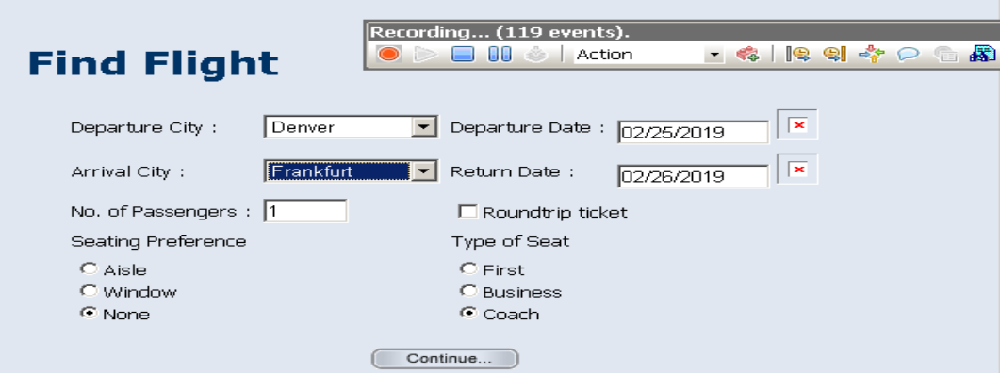 Recording... (119 events).
Action
Find Flight
Departure City : Denver Departure Date : 02/25/2019
Arrival City : Frankfurt Return Date : 02/26/2019
No. of Passengers : 1 Roundtrip ticket
Seating Preference Type of Seat
Aisle First
Window Business
None Coach
Continue...